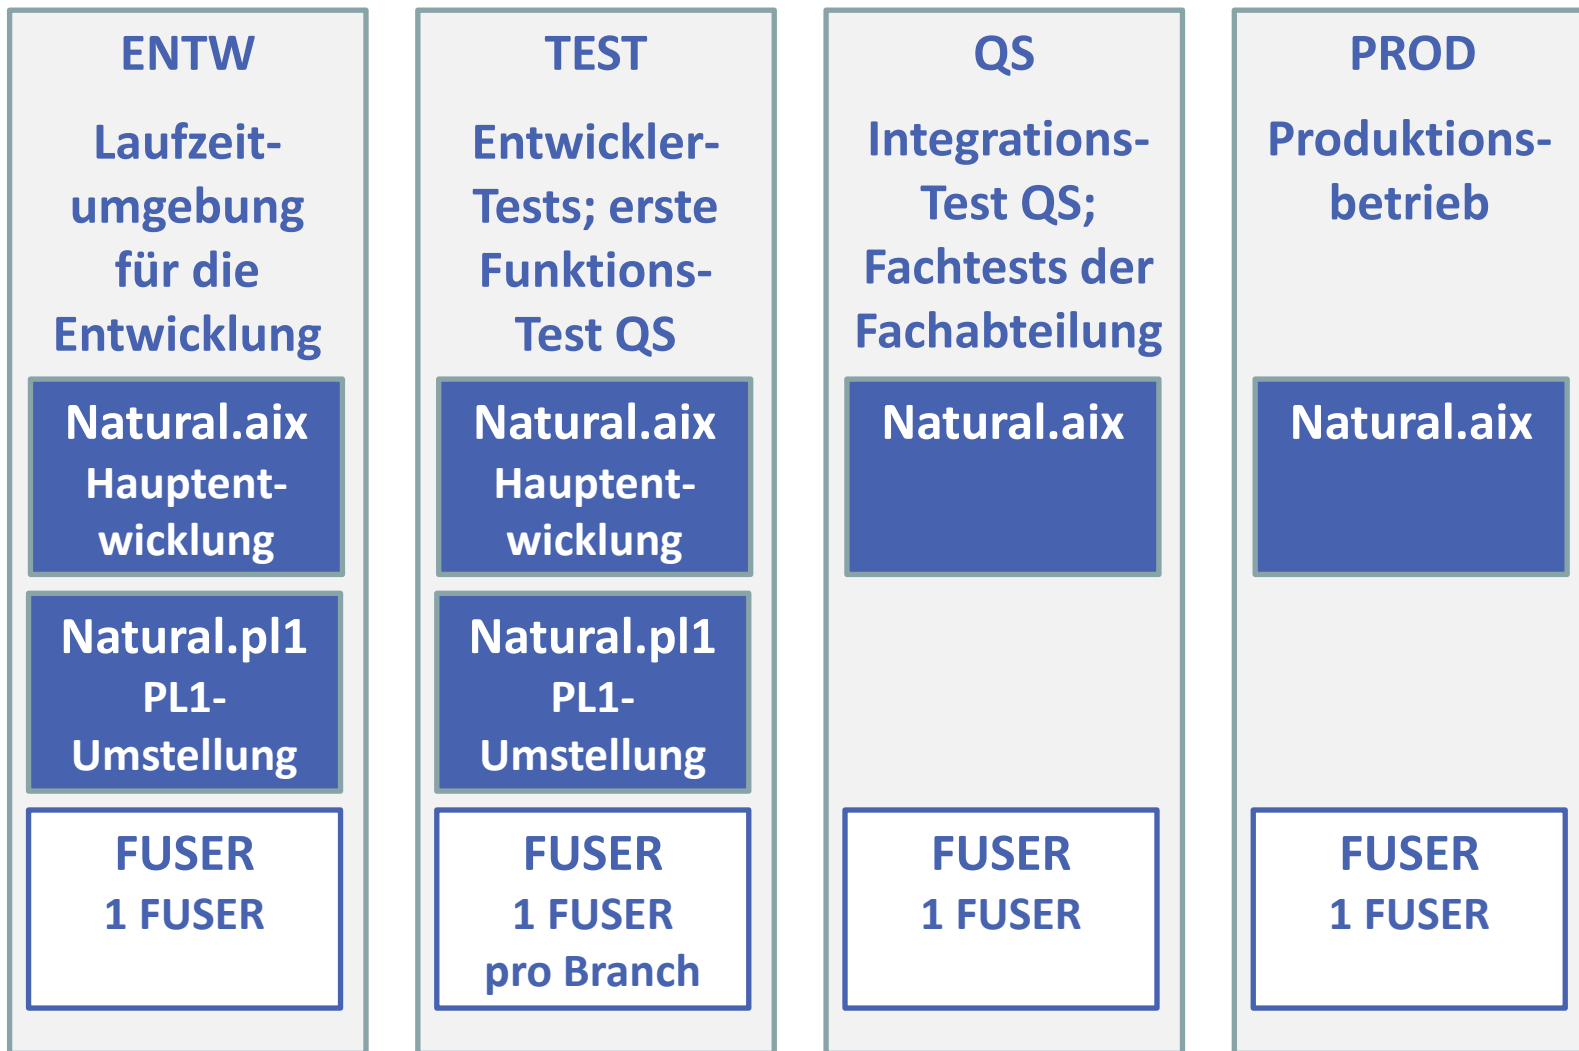 ENTW
Laufzeit-
umgebung
für die
Entwicklung
Natural.aix
Hauptent-
wicklung
Natural.pl1
PL1-
Umstellung
FUSER
1 FUSER
TEST
Entwickler-
Tests; erste
Funktions-
Test QS
Natural.aix
Hauptent-
wicklung
Natural.pl1
PL1-
Umstellung
FUSER
1 FUSER
pro Branch
QS
Integrations-
Test QS;
Fachtests der
Fachabteilung
Natural.aix
FUSER
1 FUSER
PROD
Produktions-
betrieb
Natural.aix
FUSER
1 FUSER